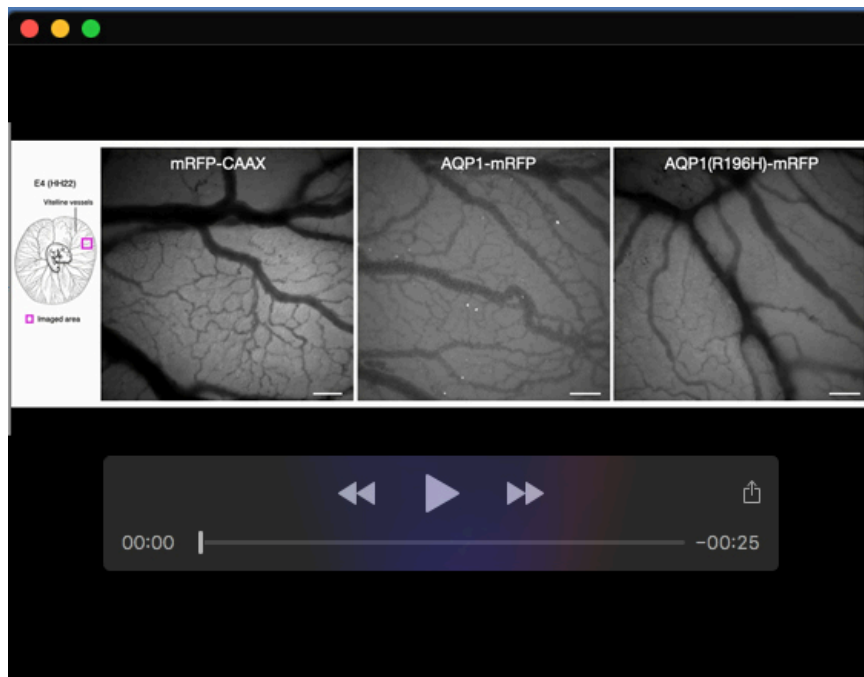 mRFP-CAAX
AQP1-mRFP
AQP1(R196H)-mRFP
E4 (HH22)
Vitelline vessels
Imaged area
00:00
-00:25